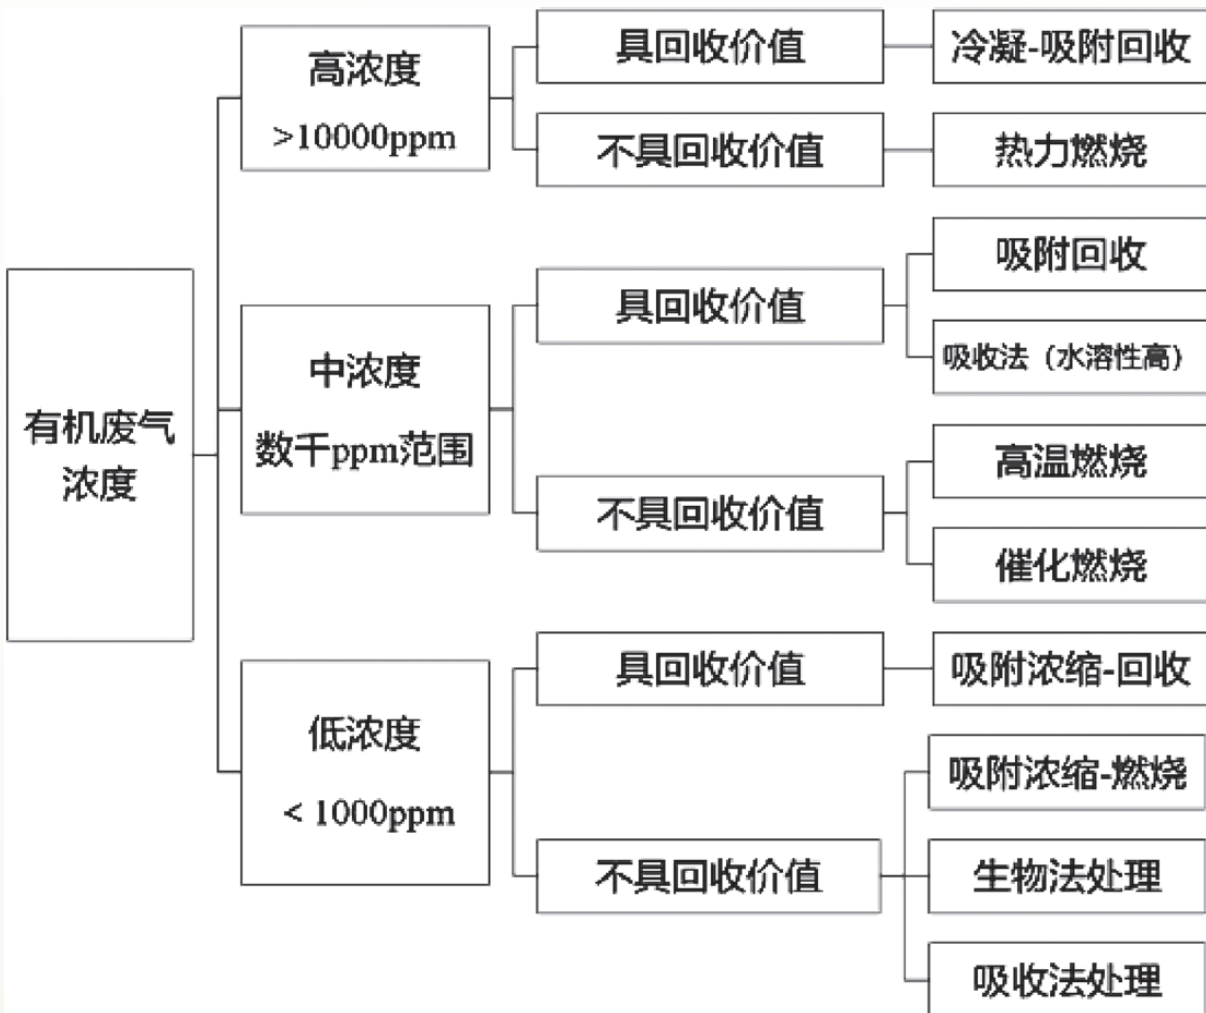 有机废气
浓度
高浓度
>10000ppm
具回收价值
冷凝-吸附回收
不具回收价值
热力燃烧
中浓度
数千ppm范围
具回收价值
吸附回收
吸收法（水溶性高）
不具回收价值
高温燃烧
催化燃烧
低浓度
< 1000ppm
具回收价值
吸附浓缩-回收
不具回收价值
吸附浓缩-燃烧
生物法处理
吸收法处理